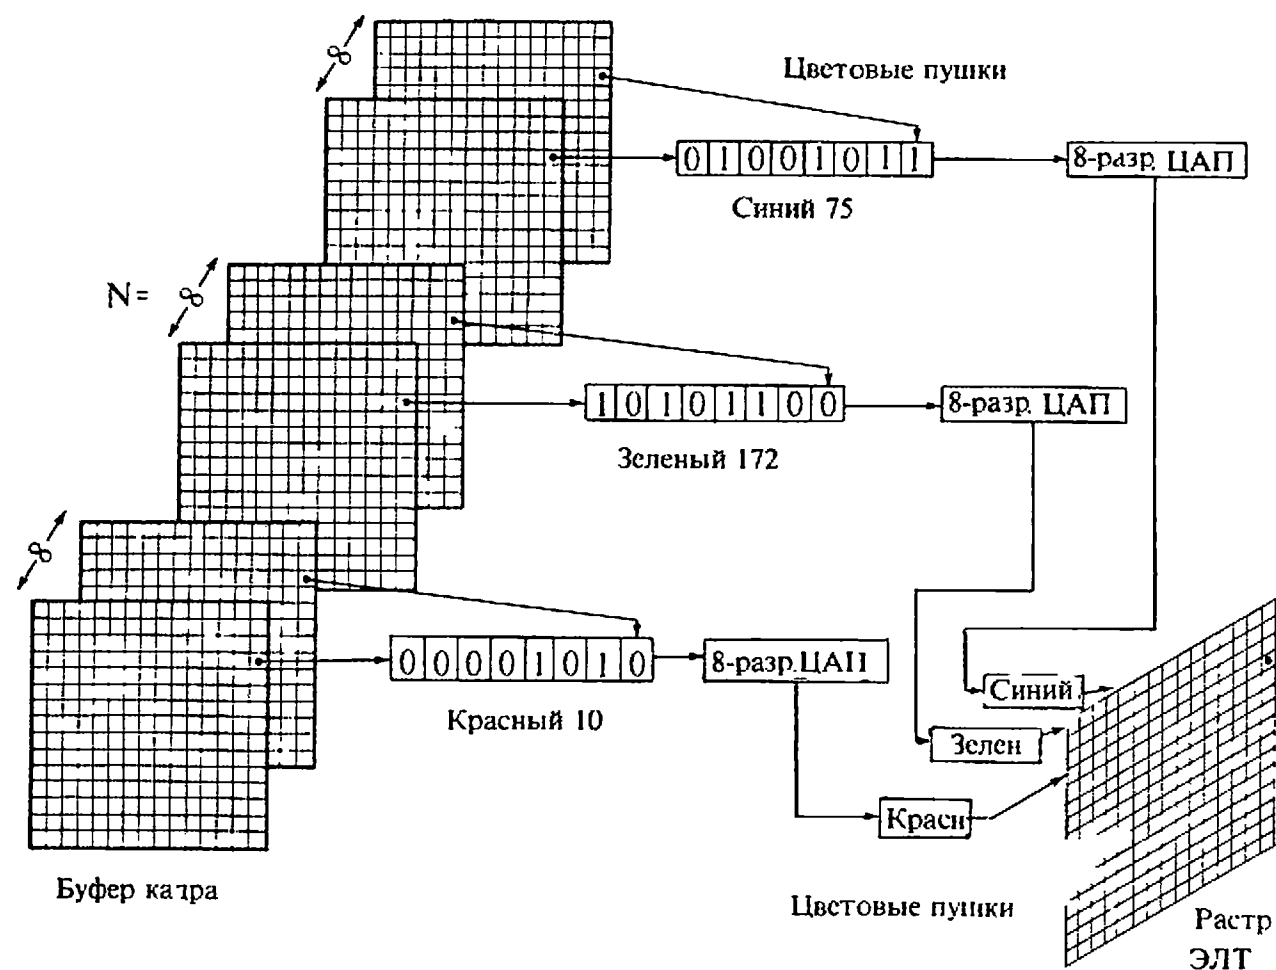 8
Цветовые пушки
0 1 0 0 1 0 1 1
8-разр. ЦАП
Синий 75
N= 8
1 0 1 0 1 1 0 0
8-разр. ЦАП
Зеленый 172
8
0 0 0 0 1 0 1 0
8-разр. ЦАП
Красный 10
Синий
Зелен
Красн
Буфер кадра
Цветовые пушки
Растр
ЭЛТ